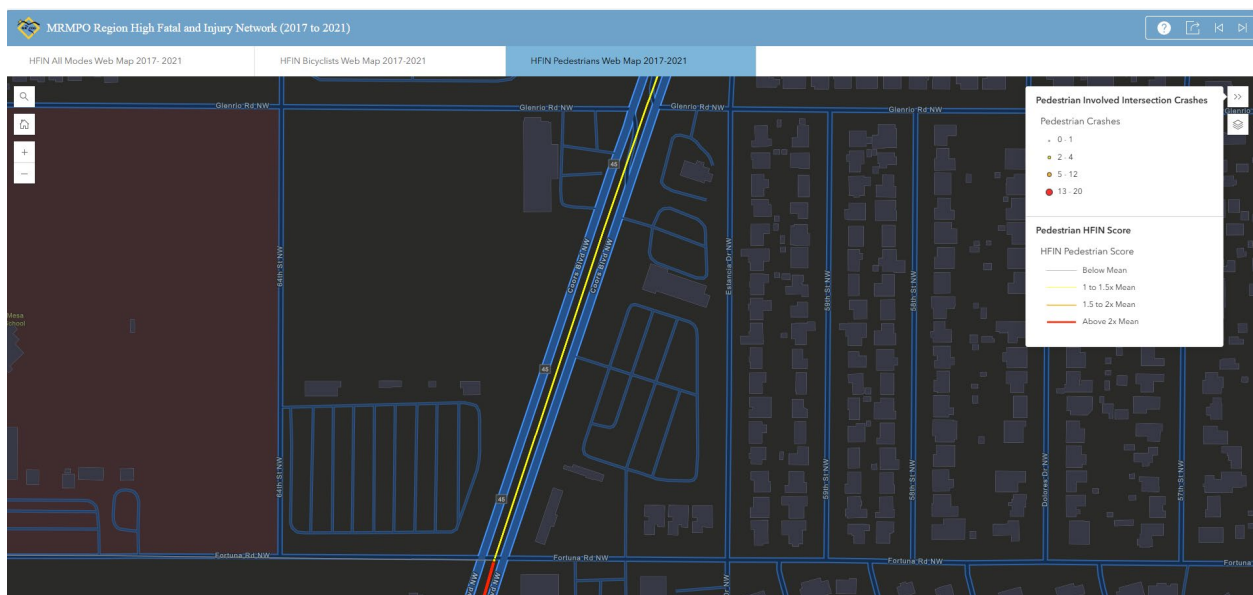 MRMPO Region High Fatal and Injury Network (2017 to 2021)
?
HFIN All Modes Web Map 2017- 2021
HFIN Bicyclists Web Map 2017-2021
HFIN Pedestrians Web Map 2017-2021
Glenrio Rd NW
Glenrio Rd NW
Glenrio Rd NW
Glenrio Rd NW
Glenrio
Pedestrian Involved Intersection Crashes
Pedestrian Crashes
0 - 1
2 - 4
5 - 12
13 - 20
Pedestrian HFIN Score
HFIN Pedestrian Score
Below Mean
1 to 1.5x Mean
1.5 to 2x Mean
Above 2x Mean
45
64th St NW
Coors Blvd NW
Coors Blvd NW
Estancia Dr NW
59th St NW
58th St NW
Mesa
School
45
64th St NW
59th St NW
58th St NW
Dolores Dr NW
57th St NW
45
Fortuna Rd NW
Fortuna Rd NW
Fortuna Rd NW
Fortuna
Blvd NW